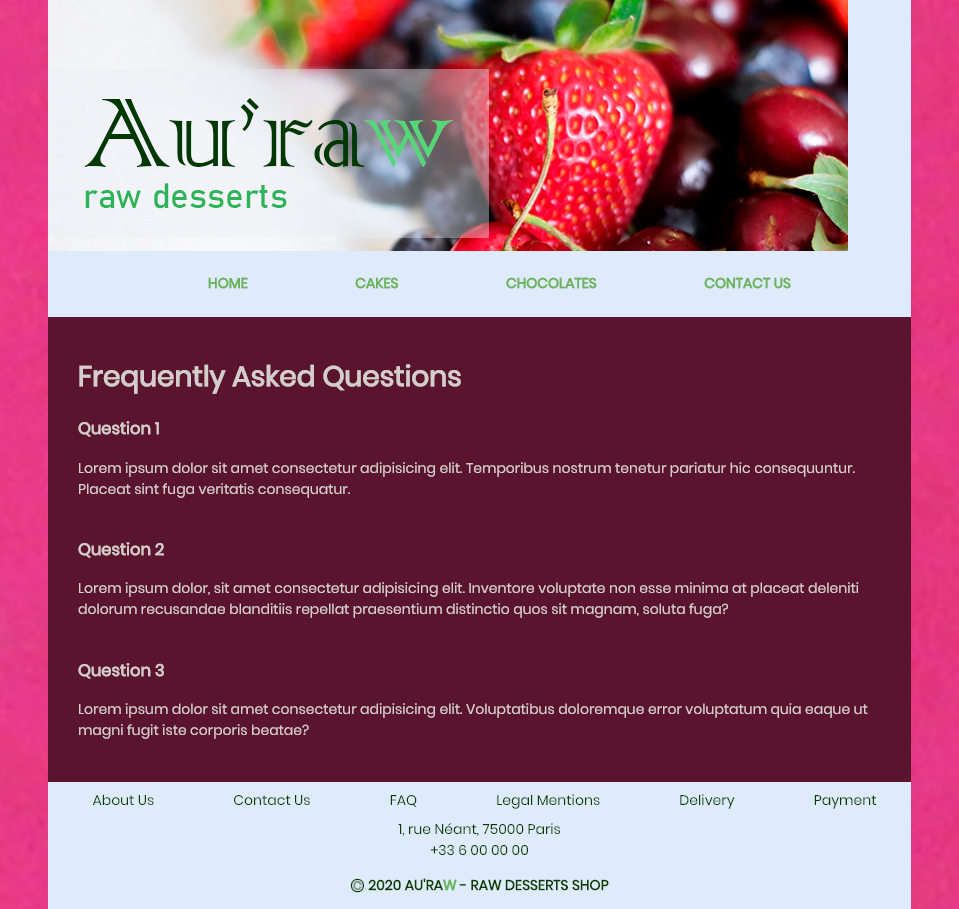 Au'raw
raw desserts
HOME CAKES CHOCOLATES CONTACT US
Frequently Asked Questions
Question 1
Lorem ipsum dolor sit amet consectetur adipisicing elit. Temporibus nostrum tenetur pariatur hic consequuntur.
Placeat sint fuga veritatis consequatur.
Question 2
Lorem ipsum dolor, sit amet consectetur adipisicing elit. Inventore voluptate non esse minima at placeat deleniti
dolorum recusandae blanditiis repellat praesentium distinctio quos sit magnam, soluta fuga?
Question 3
Lorem ipsum dolor sit amet consectetur adipisicing elit. Voluptatibus doloremque error voluptatum quia eaque ut
magni fugit iste corporis beatae?
About Us Contact Us FAQ Legal Mentions Delivery Payment
1, rue Néant, 75000 Paris
+33 6 00 00 00
© 2020 AU'RAW - RAW DESSERTS SHOP